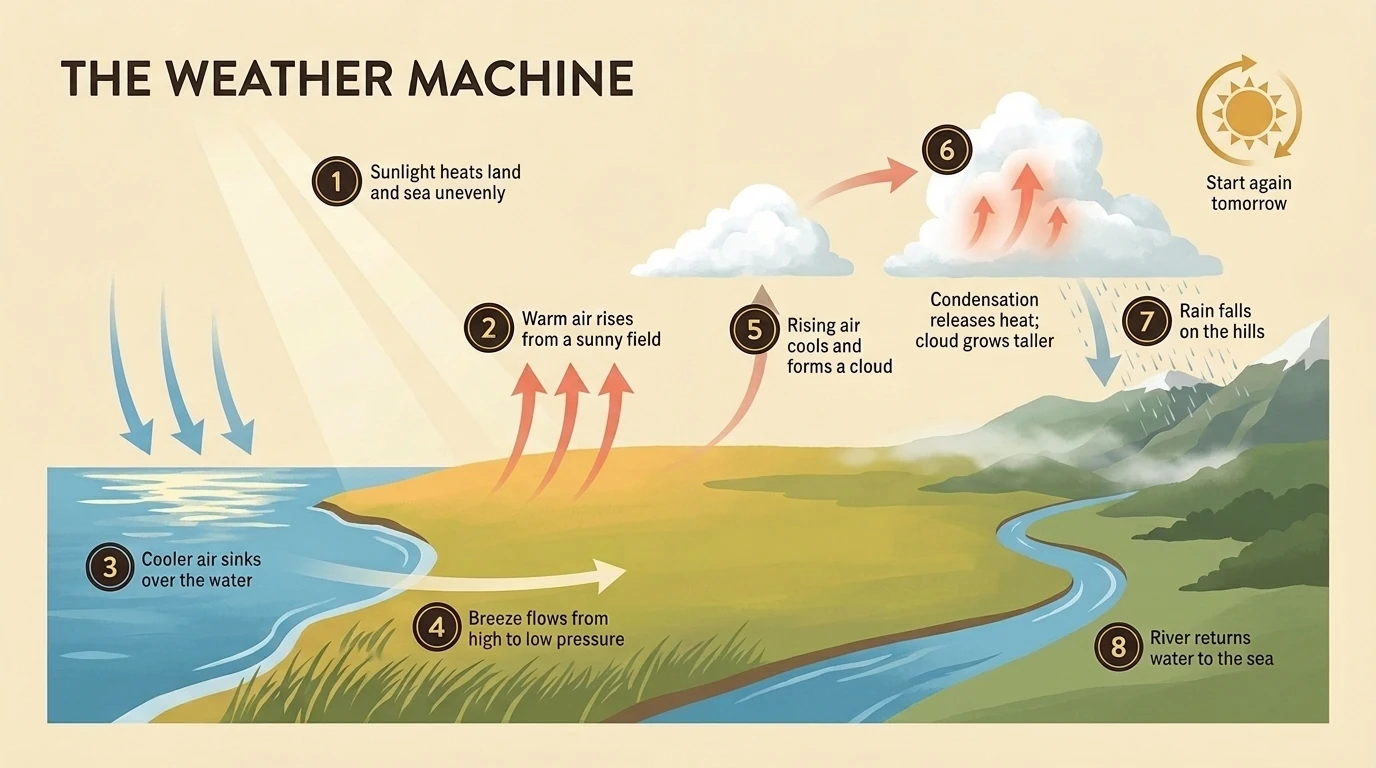 THE WEATHER MACHINE
1
Sunlight heats land
and sea unevenly
2
Warm air rises
from a sunny field
3
Cooler air sinks
over the water
4
Breeze flows from
high to low pressure
5
Rising air
cools and
forms a cloud
6
Condensation
releases heat;
cloud grows taller
7
Rain falls
on the hills
8
River returns
water to the sea
Start again
tomorrow